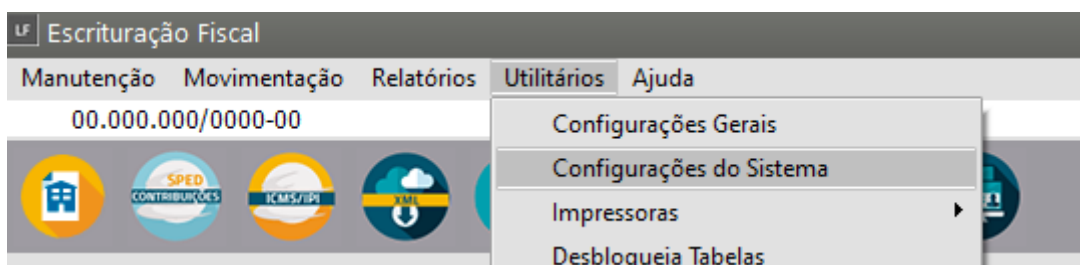 LF Escrituração Fiscal
Manutenção Movimentação Relatórios Utilitários Ajuda
00.000.000/0000-00
Configurações Gerais
Configurações do Sistema
SPED
CONTRIBUIÇÕES
ICMS/IPI
XML
Impressoras
Desbloqueia Tabelas